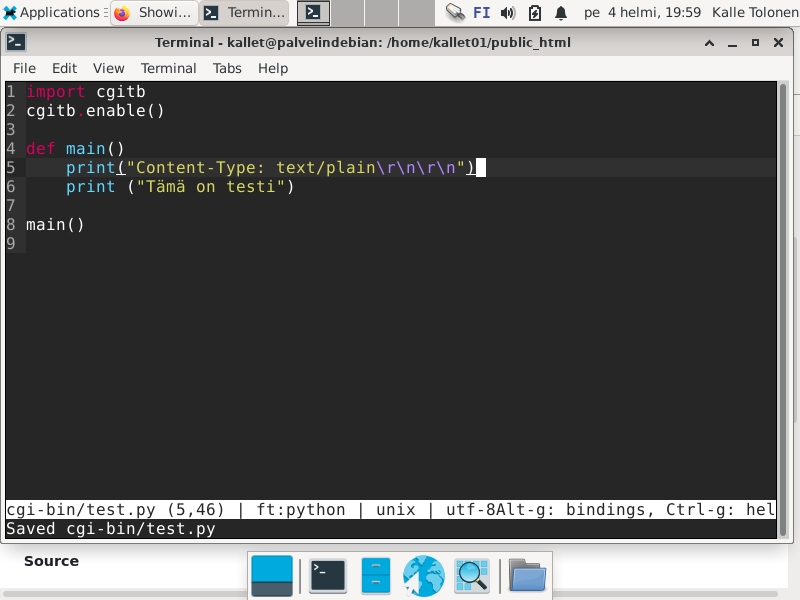 Applications
Showi...
Termin...
FI
pe 4 helmi, 19:59
Kalle Tolonen
Terminal - kallet@palvelindebian: /home/kallet01/public_html
File Edit View Terminal Tabs Help
1 import cgitb
2 cgitb.enable()
3
4 def main()
5     print("Content-Type: text/plain\r\n\r\n")
6     print ("Tämä on testi")
7
8 main()
9
cgi-bin/test.py (5,46) | ft:python | unix | utf-8Alt-g: bindings, Ctrl-g: hel
Saved cgi-bin/test.py
Source